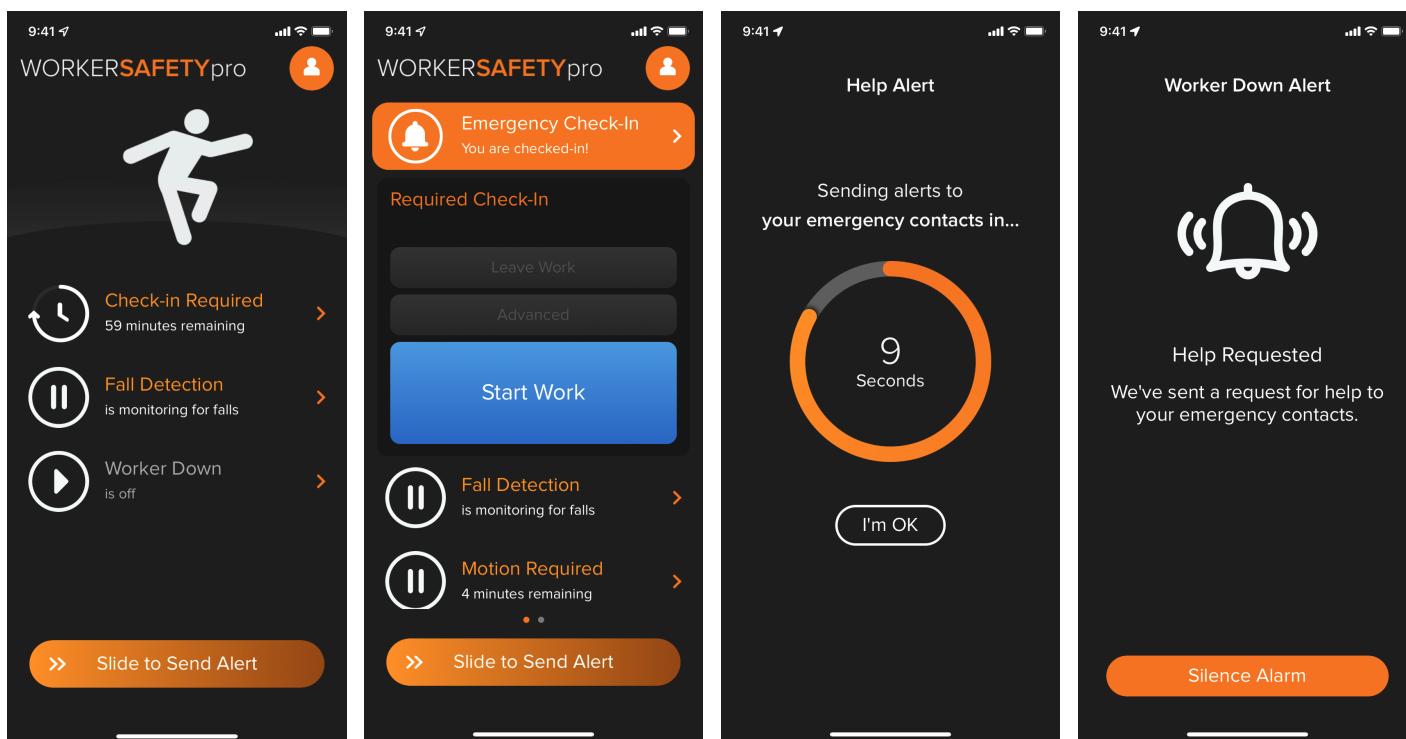 9:41
WORKERSAFETYpro
Check-in Required
59 minutes remaining
Fall Detection
is monitoring for falls
Worker Down
is off
Slide to Send Alert
9:41
WORKERSAFETYpro
Emergency Check-In
You are checked-in!
Required Check-In
Leave Work
Advanced
Start Work
Fall Detection
is monitoring for falls
Motion Required
4 minutes remaining
Slide to Send Alert
9:41
Help Alert
Sending alerts to
your emergency contacts in...
9
Seconds
I'm OK
9:41
Worker Down Alert
Help Requested
We've sent a request for help to
your emergency contacts.
Silence Alarm